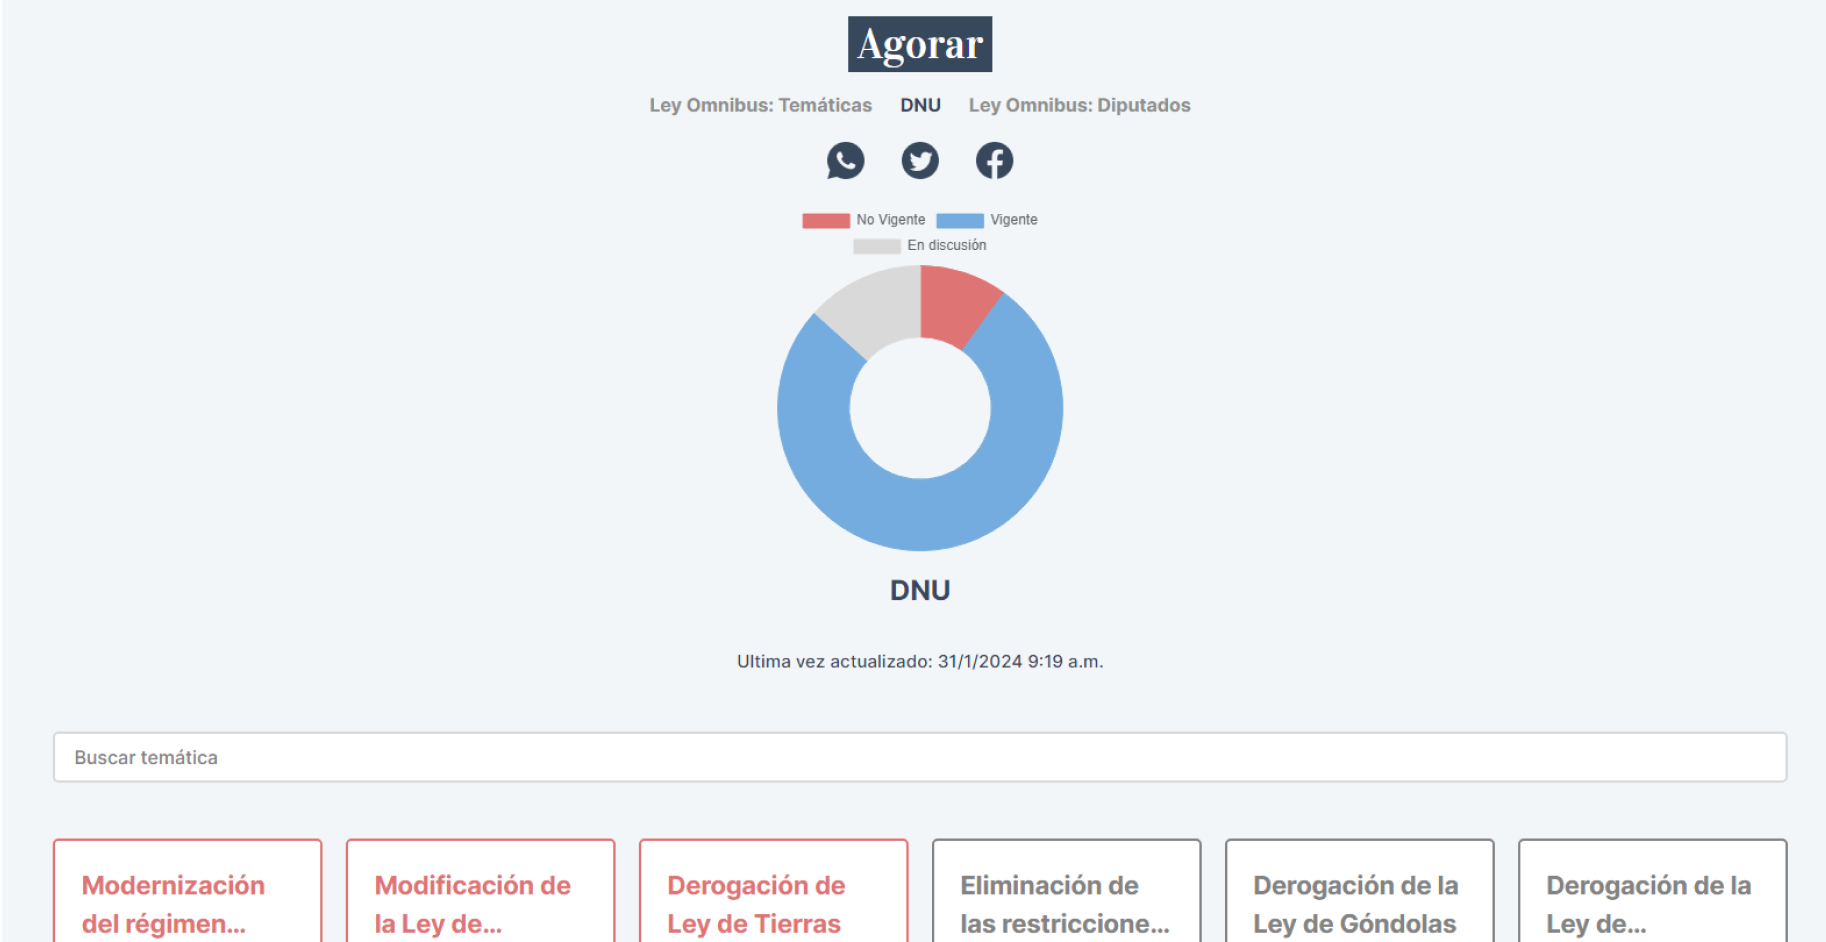 Agorar
Ley Omnibus: Temáticas DNU Ley Omnibus: Diputados
No Vigente Vigente
En discusión
DNU
Ultima vez actualizado: 31/1/2024 9:19 a.m.
Buscar temática
Modernización
del régimen...
Modificación de
la Ley de...
Derogación de
Ley de Tierras
Eliminación de
las restriccione...
Derogación de la
Ley de Góndolas
Derogación de la
Ley de...